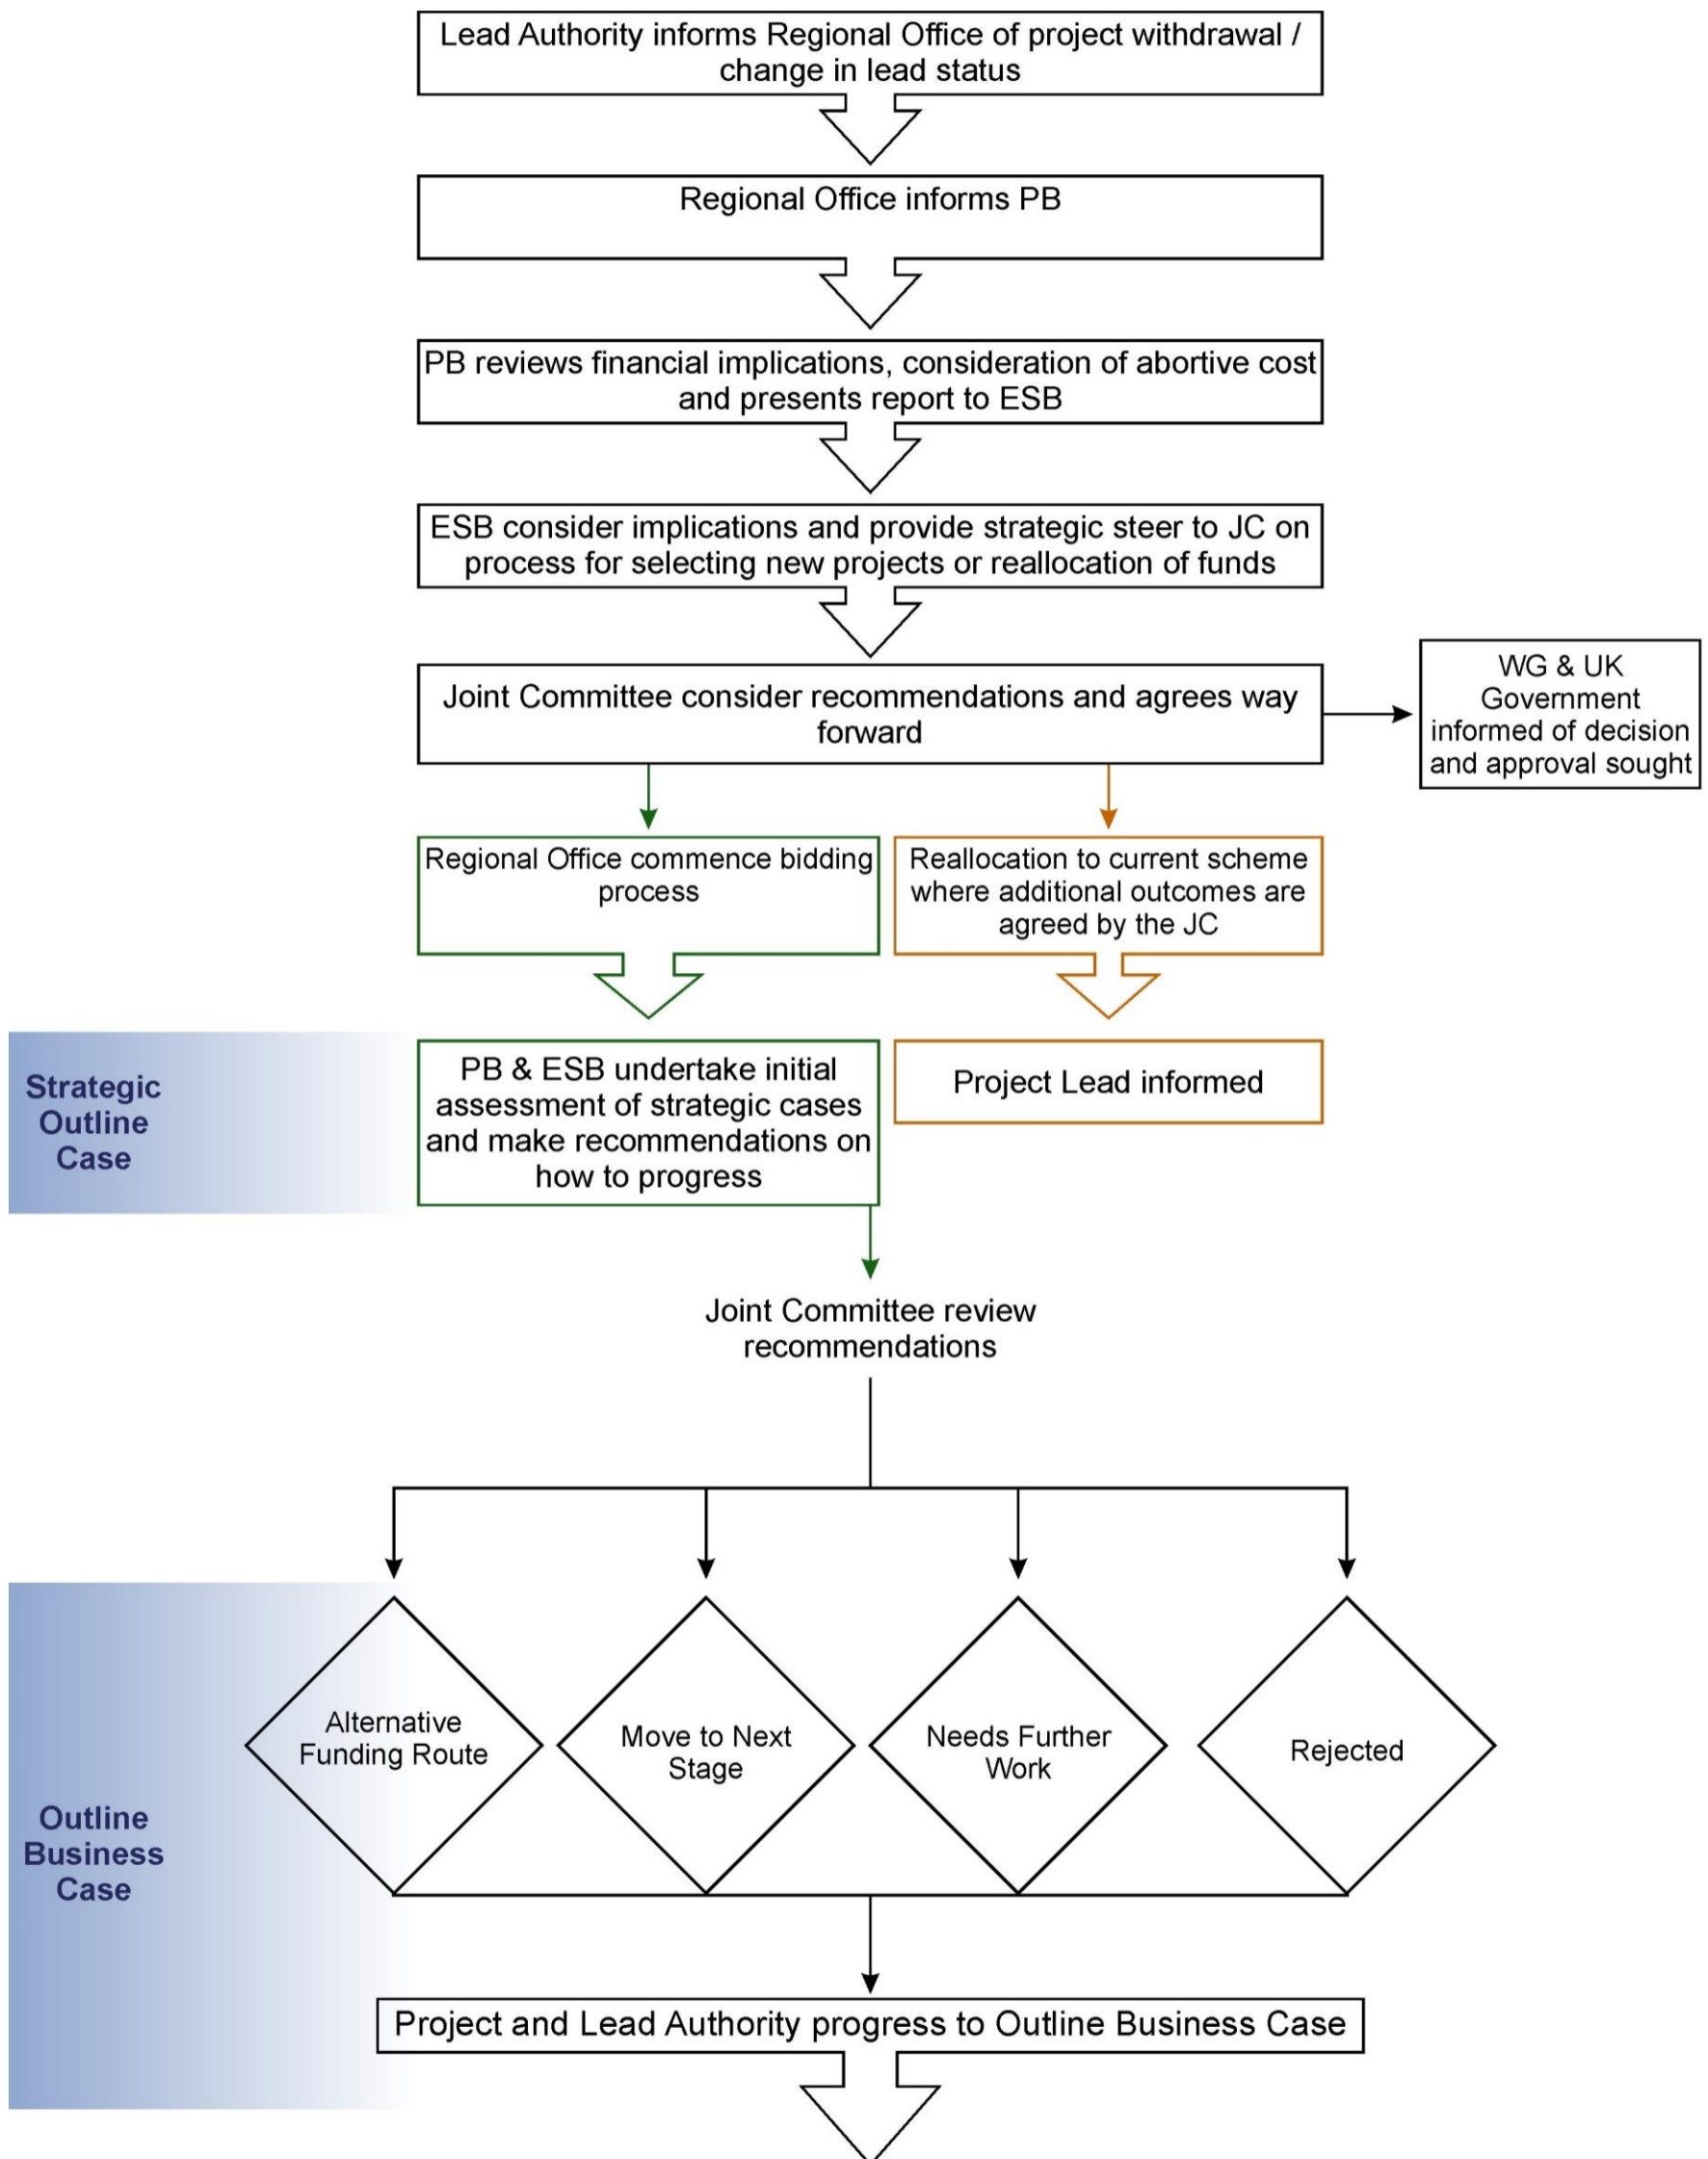 Lead Authority informs Regional Office of project withdrawal /
change in lead status
Regional Office informs PB
PB reviews financial implications, consideration of abortive cost
and presents report to ESB
ESB consider implications and provide strategic steer to JC on
process for selecting new projects or reallocation of funds
Joint Committee consider recommendations and agrees way
forward
WG & UK
Government
informed of decision
and approval sought
Regional Office commence bidding
process
Reallocation to current scheme
where additional outcomes are
agreed by the JC
Strategic
Outline
Case
PB & ESB undertake initial
assessment of strategic cases
and make recommendations on
how to progress
Project Lead informed
Joint Committee review
recommendations
Alternative
Funding Route
Move to Next
Stage
Needs Further
Work
Rejected
Outline
Business
Case
Project and Lead Authority progress to Outline Business Case